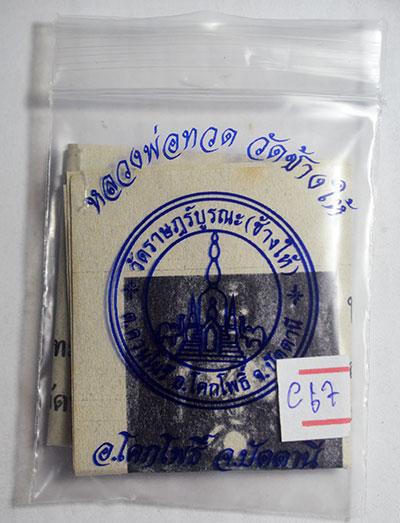 หลวงพ่อทวด วัดช้างให้
วัดราษฎร์บูรณะ(ช้างให้)
อ.โคกโพธิ์ จ.ปัตตานี
อ.โคกโพธิ์ จ.ปัตตานี
C67